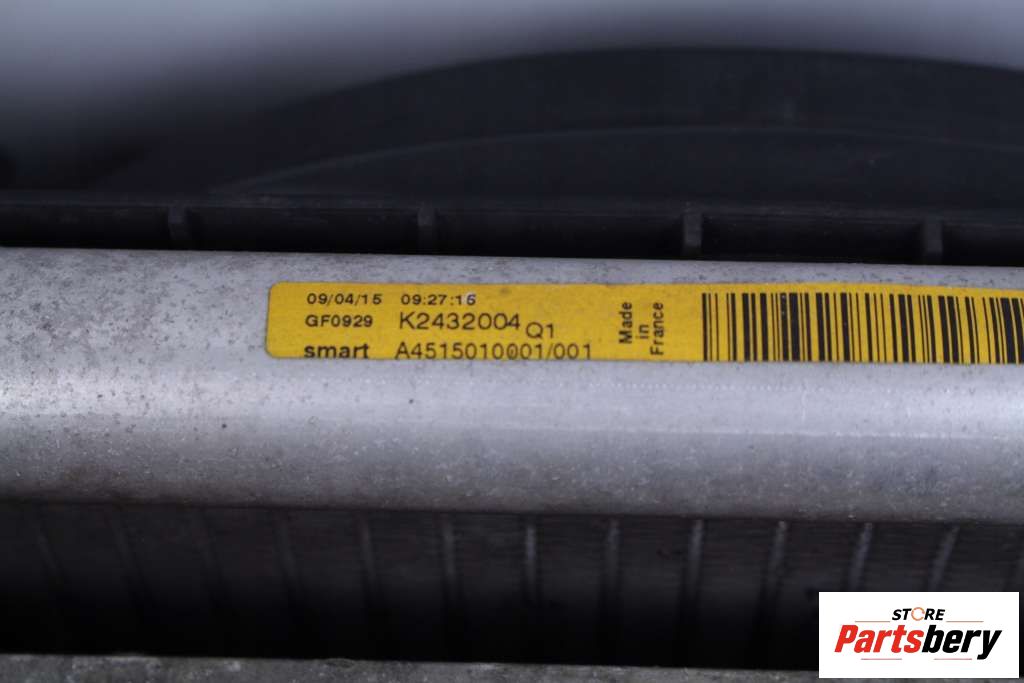 09/04/15 09:27:15
GF0929 K2432004 Q1
smart A4515010001/001
Made
in
France
STORE
Partsbery